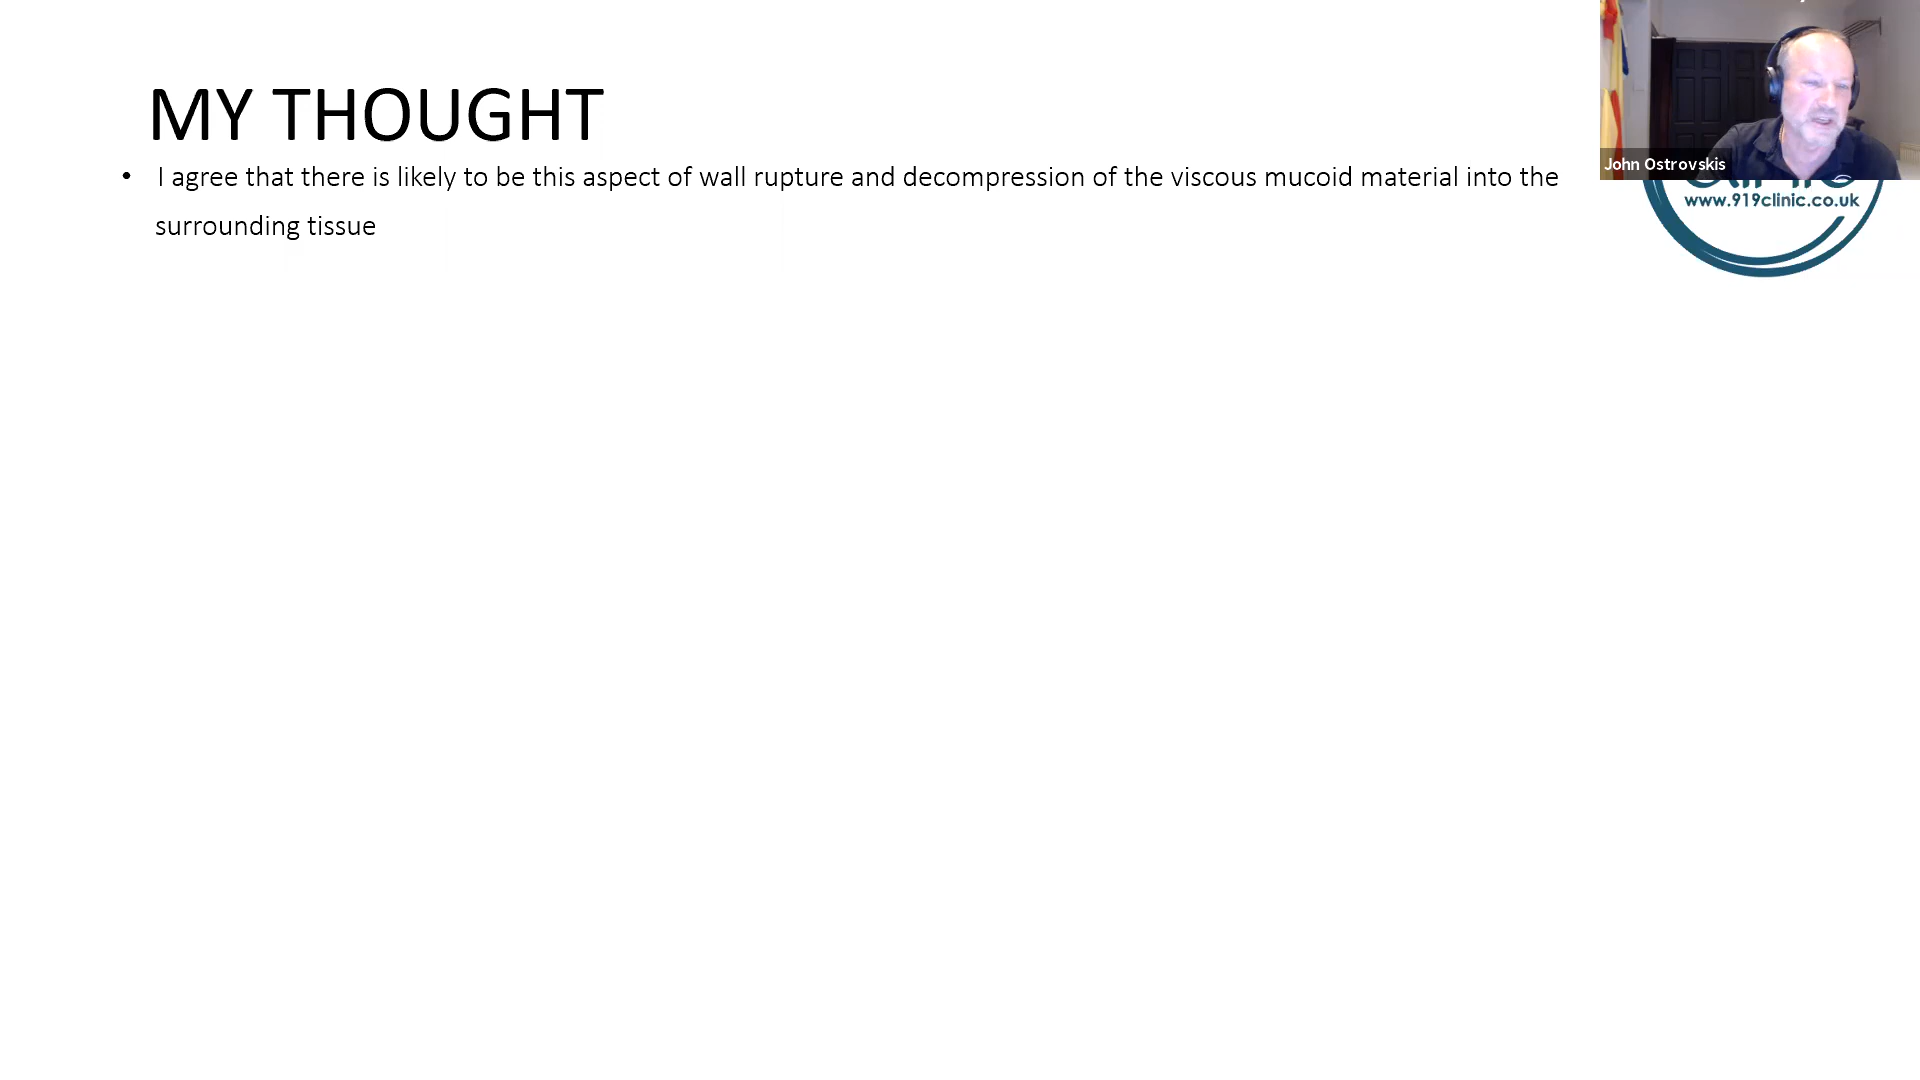 MY THOUGHT
• I agree that there is likely to be this aspect of wall rupture and decompression of the viscous mucoid material into the
surrounding tissue
John Ostrovskis
www.919clinic.co.uk